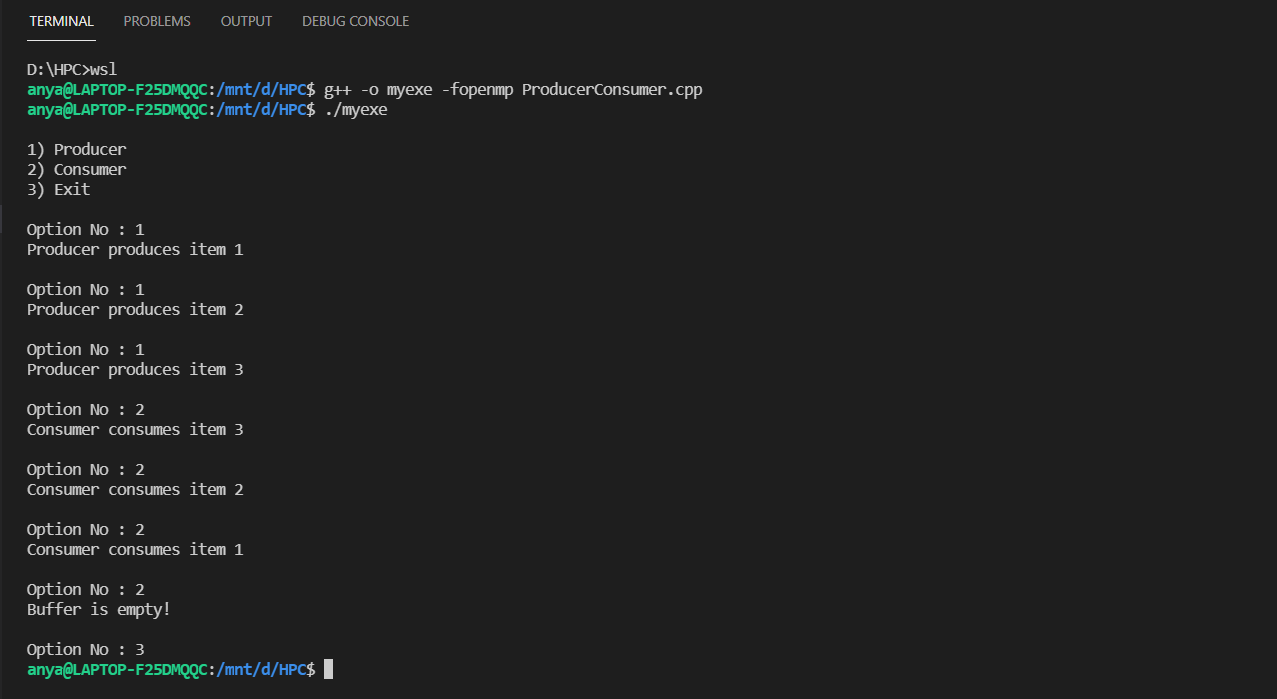 TERMINAL PROBLEMS OUTPUT DEBUG CONSOLE
D:\HPC>wsl
anya@LAPTOP-F25DMQQC:/mnt/d/HPC$ g++ -o myexe -fopenmp ProducerConsumer.cpp
anya@LAPTOP-F25DMQQC:/mnt/d/HPC$ ./myexe
1) Producer
2) Consumer
3) Exit
Option No : 1
Producer produces item 1
Option No : 1
Producer produces item 2
Option No : 1
Producer produces item 3
Option No : 2
Consumer consumes item 3
Option No : 2
Consumer consumes item 2
Option No : 2
Consumer consumes item 1
Option No : 2
Buffer is empty!
Option No : 3
anya@LAPTOP-F25DMQQC:/mnt/d/HPC$